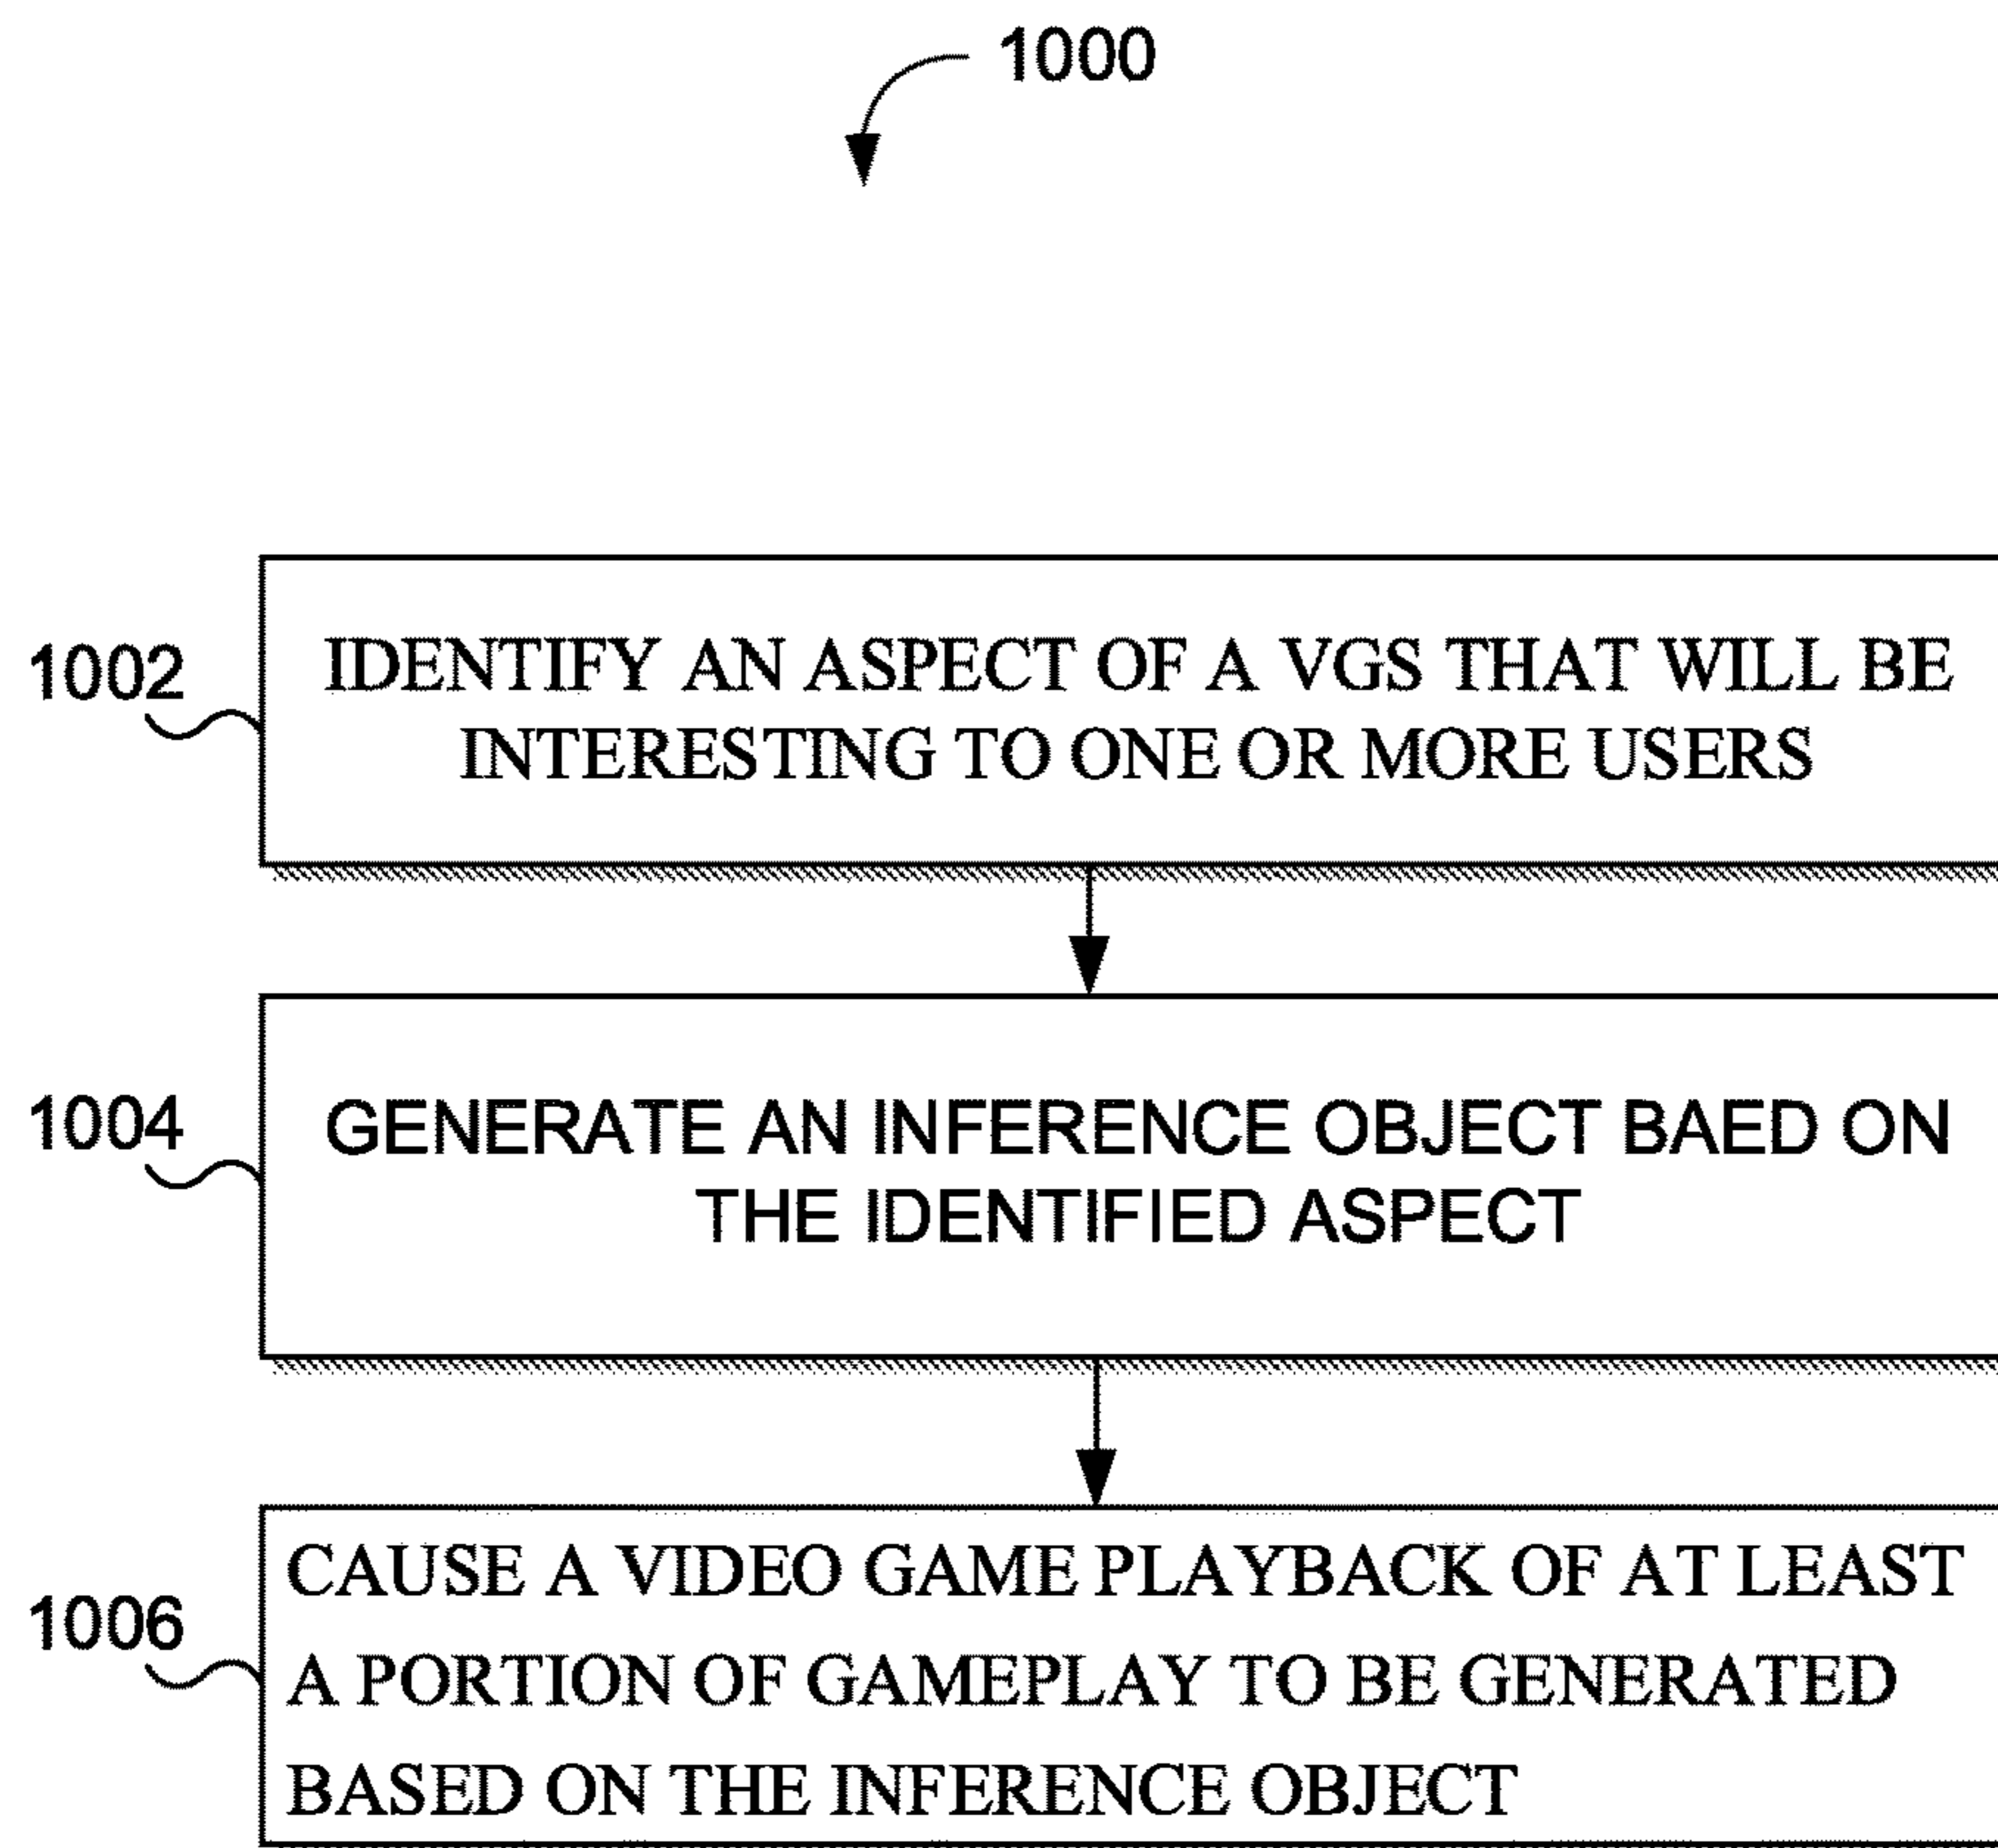 1000
1002
IDENTIFY AN ASPECT OF A VGS THAT WILL BE
INTERESTING TO ONE OR MORE USERS
1004
GENERATE AN INFERENCE OBJECT BAED ON
THE IDENTIFIED ASPECT
1006
CAUSE A VIDEO GAME PLAYBACK OF AT LEAST
A PORTION OF GAMEPLAY TO BE GENERATED
BASED ON THE INFERENCE OBJECT